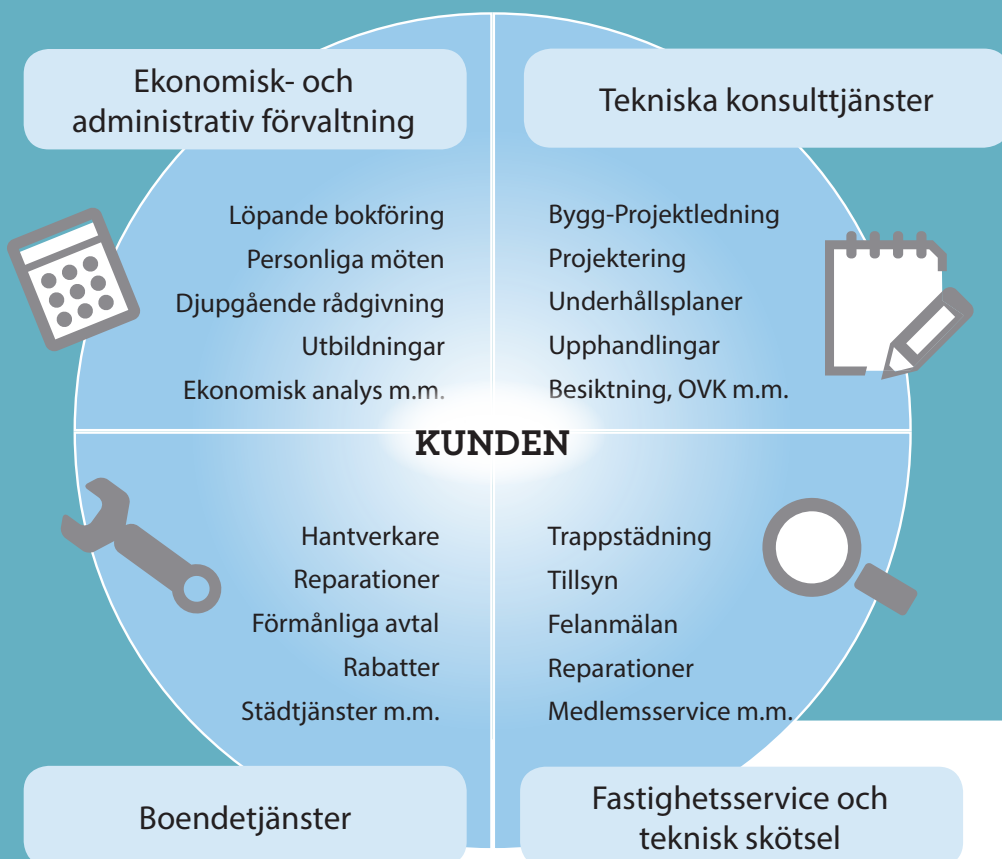 Ekonomisk- och
administrativ förvaltning
Löpande bokföring
Personliga möten
Djupgående rådgivning
Utbildningar
Ekonomisk analys m.m.
Tekniska konsulttjänster
Bygg-Projektledning
Projektering
Underhållsplaner
Upphandlingar
Besiktning, OVK m.m.
KUNDEN
Hantverkare
Reparationer
Förmånliga avtal
Rabatter
Städtjänster m.m.
Boendetjänster
Trappstädning
Tillsyn
Felanmälan
Reparationer
Medlemsservice m.m.
Fastighetsservice och
teknisk skötsel